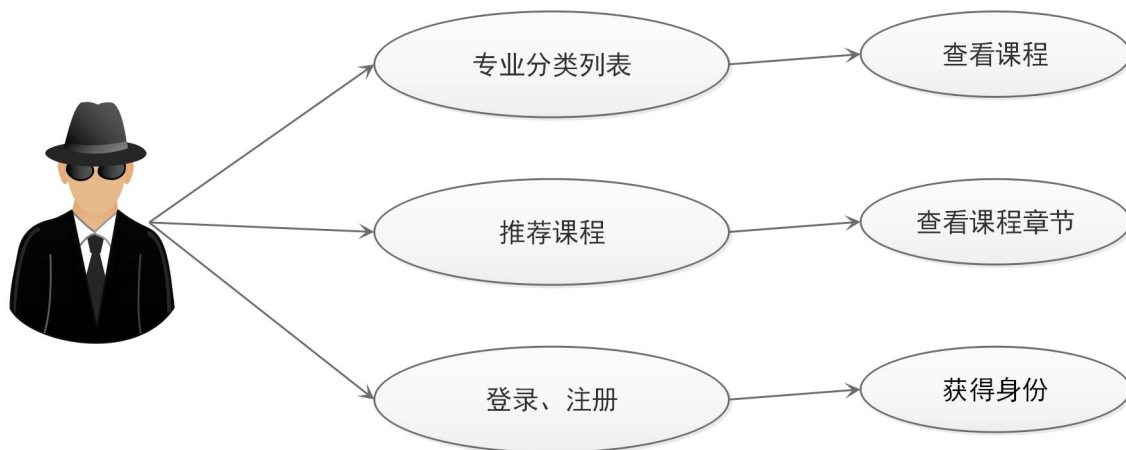 专业分类列表
查看课程
推荐课程
查看课程章节
登录、注册
获得身份